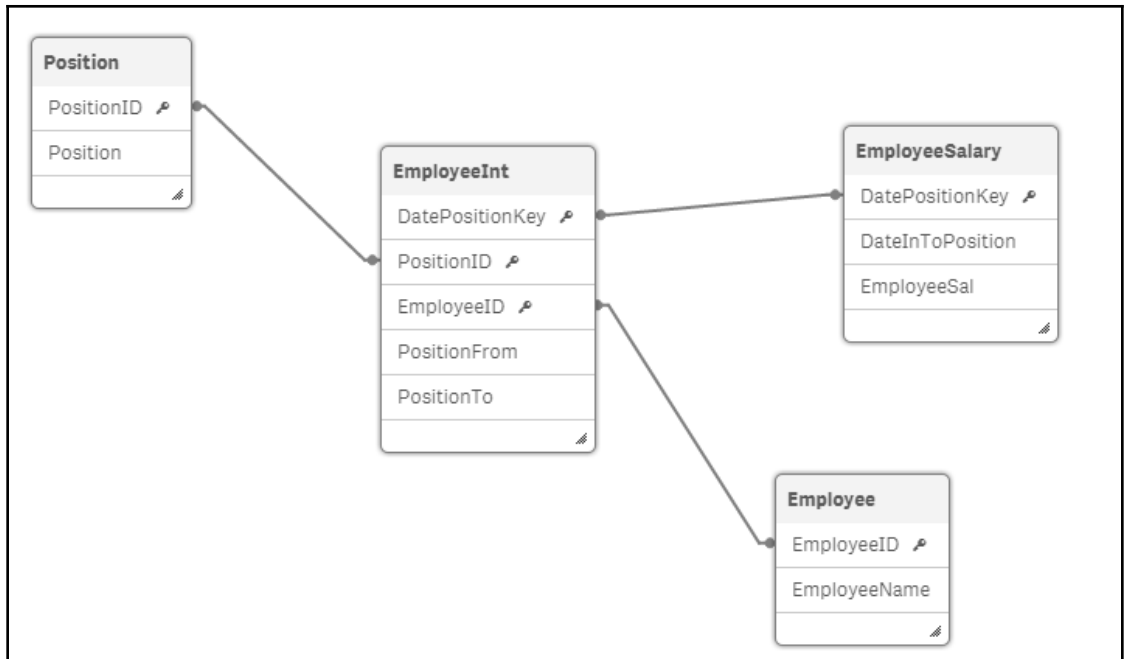 Position
PositionID
Position
EmployeeInt
DatePositionKey
PositionID
EmployeeID
PositionFrom
PositionTo
EmployeeSalary
DatePositionKey
DateInToPosition
EmployeeSal
Employee
EmployeeID
EmployeeName